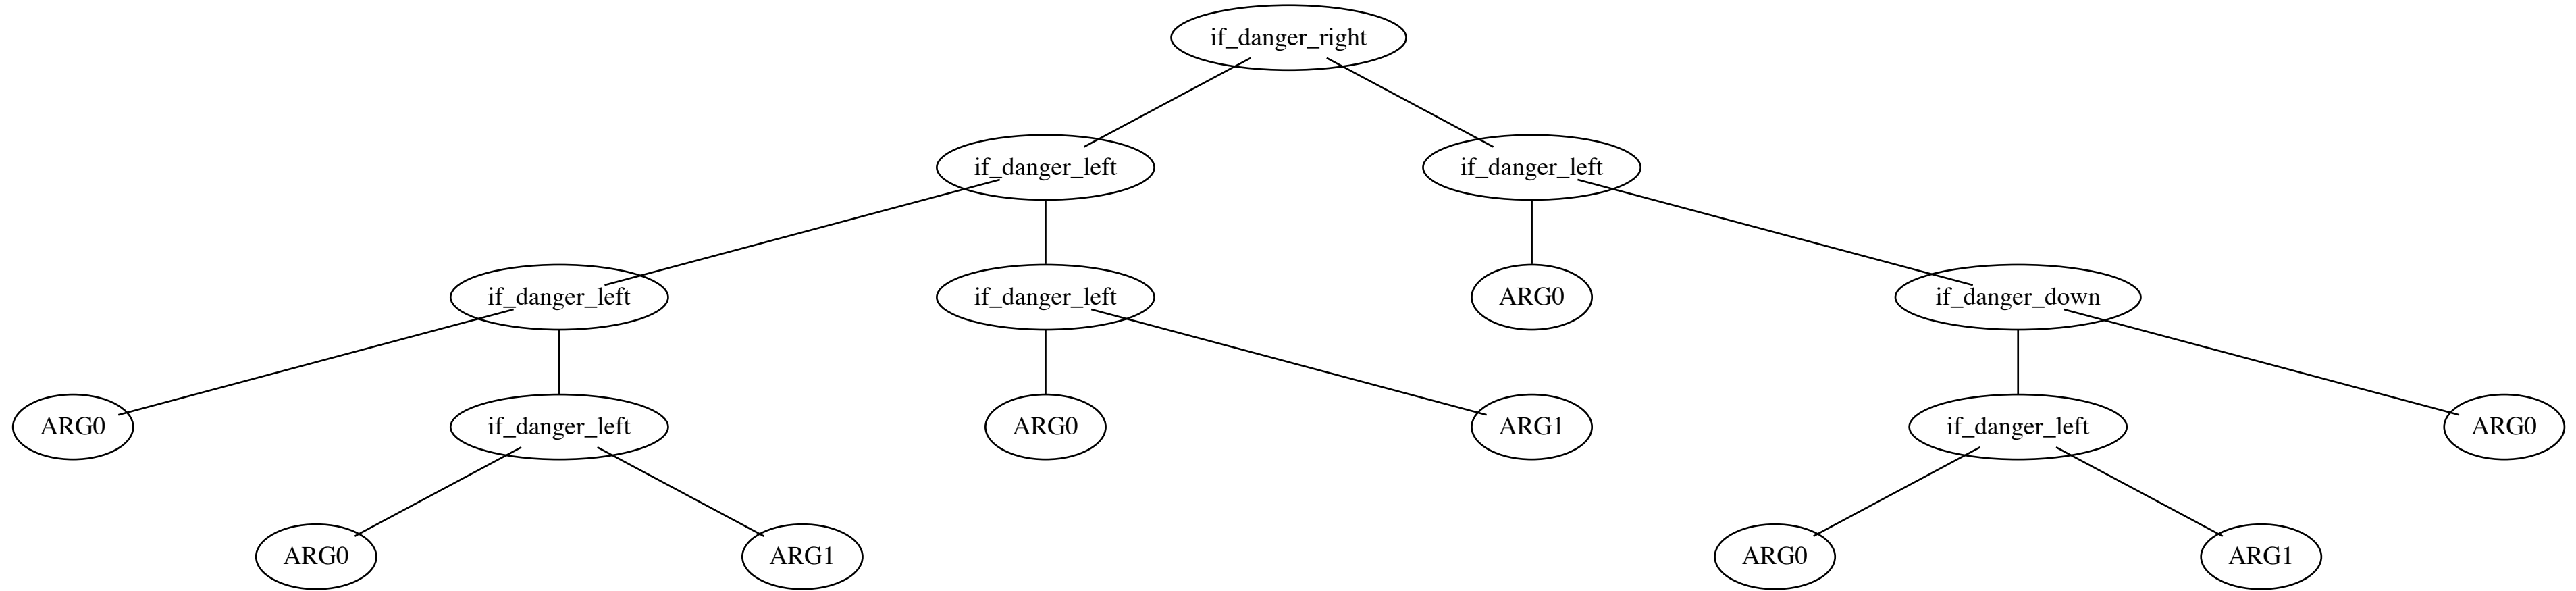 if_danger_right
if_danger_left if_danger_left
if_danger_left if_danger_left ARG0 if_danger_down
ARG0 if_danger_left ARG0 ARG1 if_danger_left ARG0
ARG0 ARG1 ARG0 ARG1